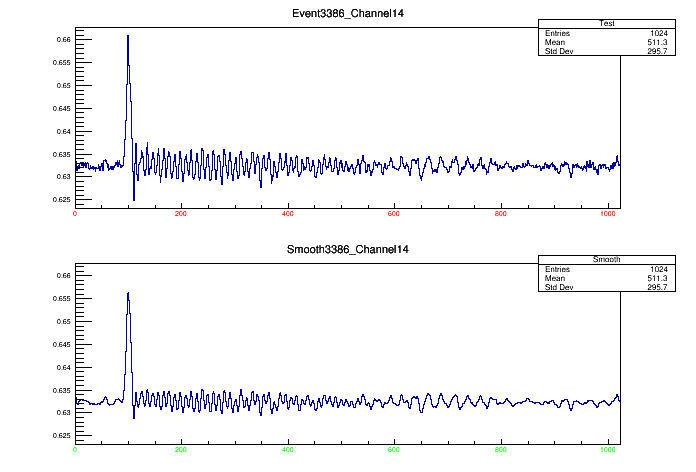 Event3386_Channel14
Test
Entries 1024
Mean 511.3
Std Dev 295.7
0.66
0.655
0.65
0.645
0.64
0.635
0.63
0.625
0 200 400 600 800 1000
Smooth3386_Channel14
Smooth
Entries 1024
Mean 511.3
Std Dev 295.7
0.66
0.655
0.65
0.645
0.64
0.635
0.63
0.625
0 200 400 600 800 1000